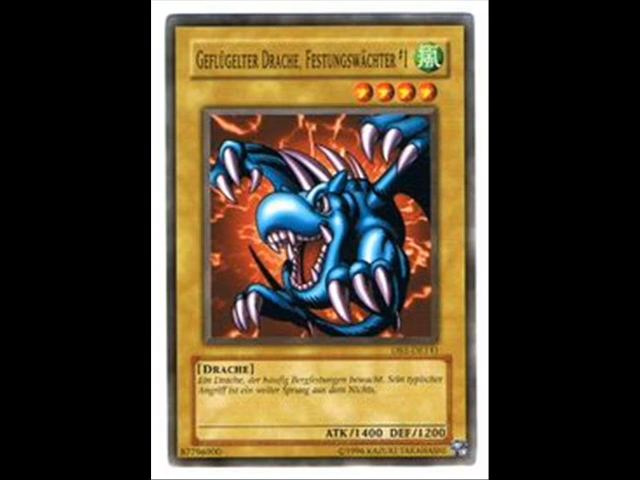 GEFLÜGELTER DRACHE, FESTUNGSWÄCHTER #1
風
[DRACHE]
Ein Drache, der häufig Bergfestungen bewacht. Sein typischer
Angriff ist ein weiter Sprung aus dem Nichts.
ATK/1400 DEF/1200
87796900
©1996 KAZUKI TAKAHASHI